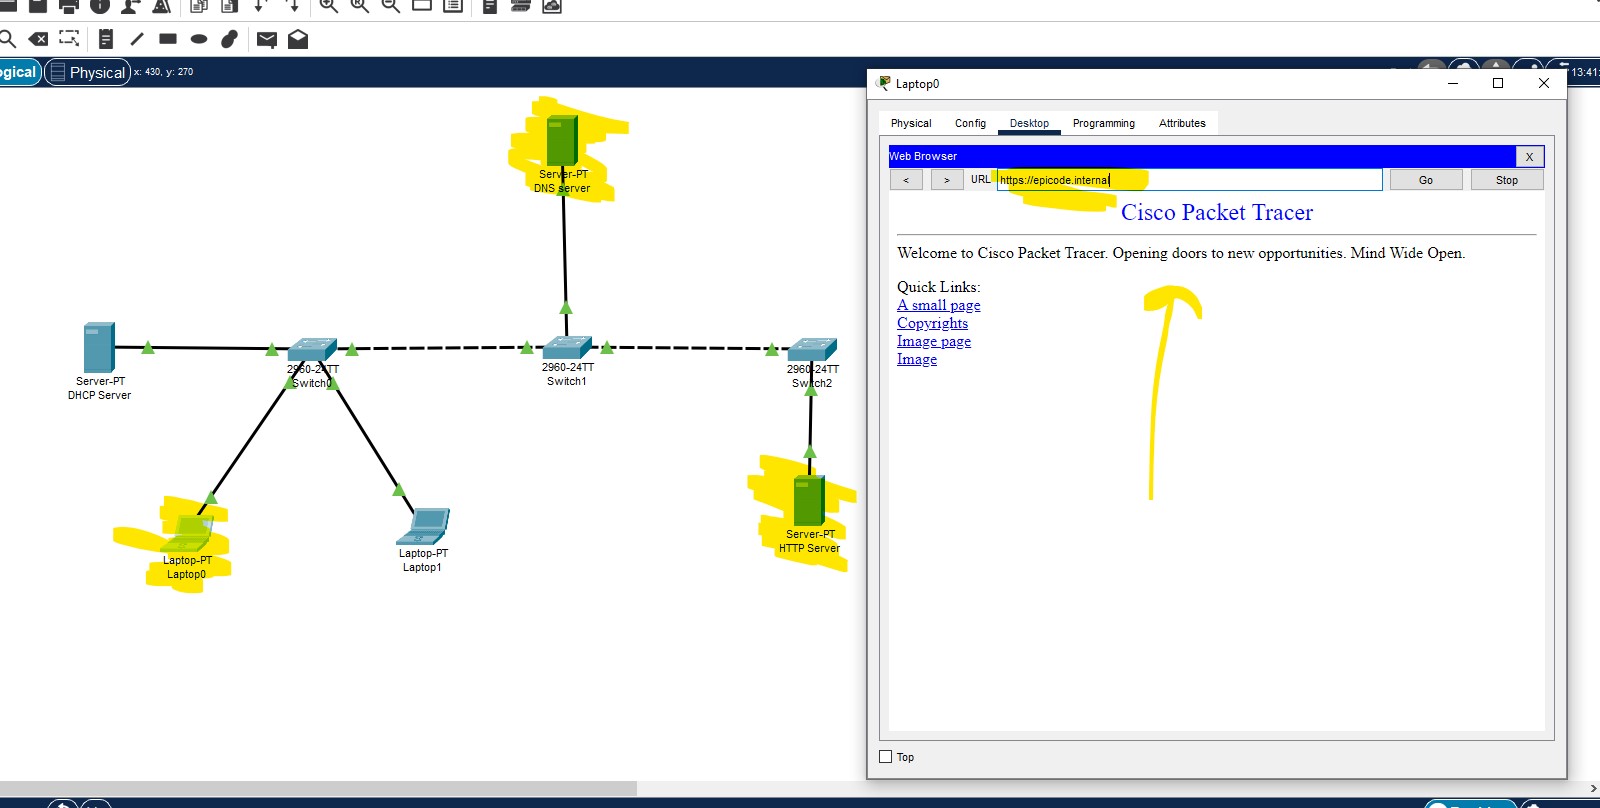 ogical
Physical
x: 430, y: 270
13:41:
Server-PT
DNS server
Server-PT
DHCP Server
2960-24TT
Switch0
2960-24TT
Switch1
2960-24TT
Switch2
Laptop-PT
Laptop0
Laptop-PT
Laptop1
Server-PT
HTTP Server
Laptop0
Physical Config Desktop Programming Attributes
Web Browser X
< > URL https://epicode.internal Go Stop
Cisco Packet Tracer
Welcome to Cisco Packet Tracer. Opening doors to new opportunities. Mind Wide Open.
Quick Links:
A small page
Copyrights
Image page
Image
Top